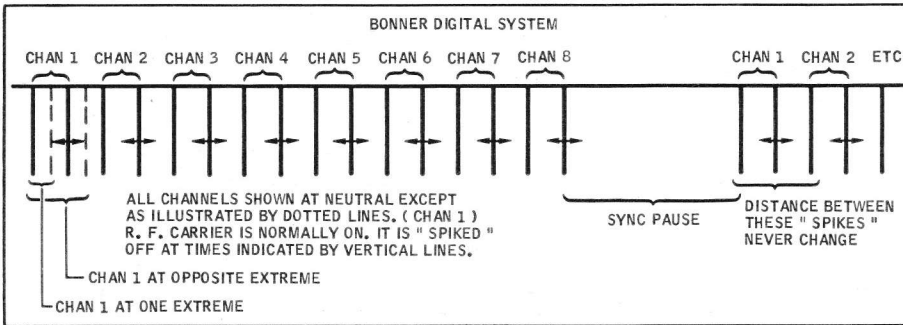 BONNER DIGITAL SYSTEM
CHAN 1 CHAN 2 CHAN 3 CHAN 4 CHAN 5 CHAN 6 CHAN 7 CHAN 8 CHAN 1 CHAN 2 ETC
ALL CHANNELS SHOWN AT NEUTRAL EXCEPT
AS ILLUSTRATED BY DOTTED LINES. (CHAN 1)
R. F. CARRIER IS NORMALLY ON. IT IS "SPIKED"
OFF AT TIMES INDICATED BY VERTICAL LINES.
SYNC PAUSE
DISTANCE BETWEEN
THESE "SPIKES"
NEVER CHANGE
CHAN 1 AT OPPOSITE EXTREME
CHAN 1 AT ONE EXTREME